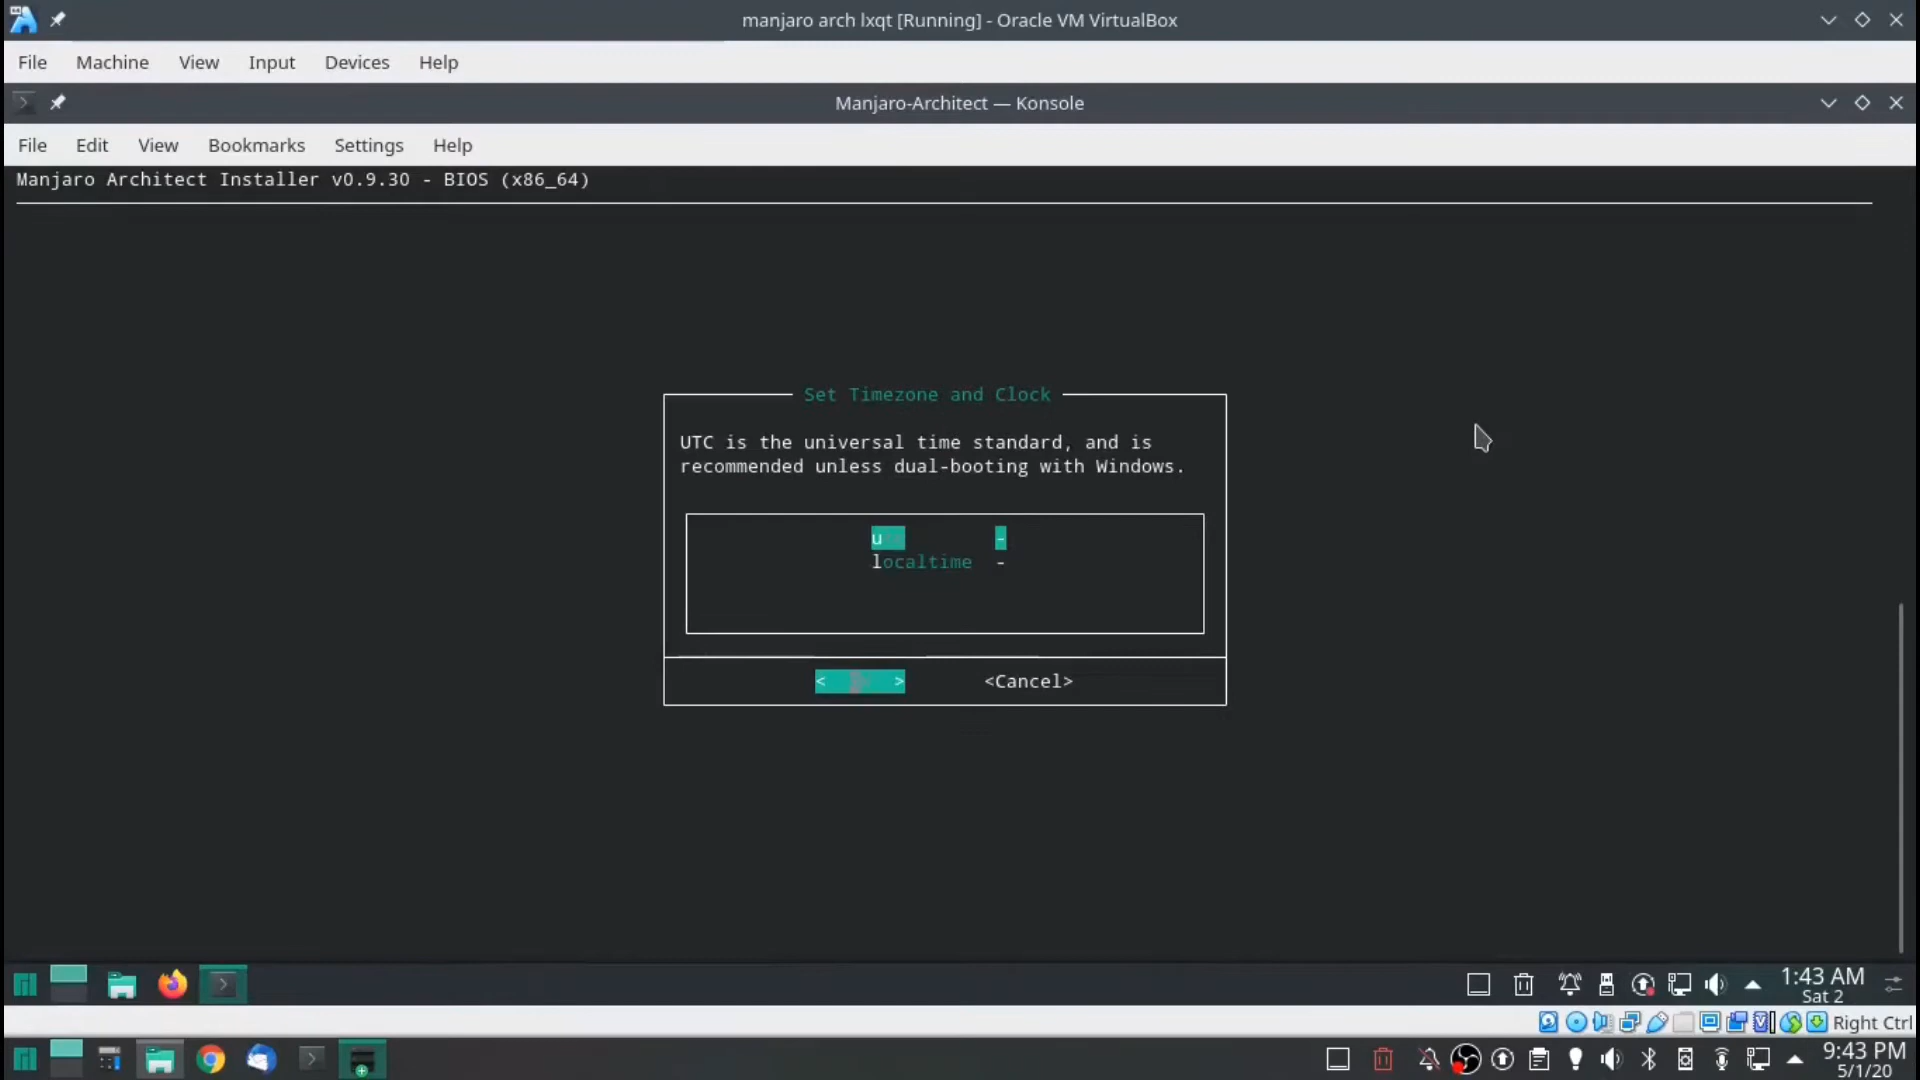 manjaro arch lxqt [Running] - Oracle VM VirtualBox
File Machine View Input Devices Help
Manjaro-Architect — Konsole
File Edit View Bookmarks Settings Help
Manjaro Architect Installer v0.9.30 - BIOS (x86_64)
Set Timezone and Clock
UTC is the universal time standard, and is
recommended unless dual-booting with Windows.
u -
localtime -
< > <Cancel>
1:43 AM
Sat 2
Right Ctrl
9:43 PM
5/1/20